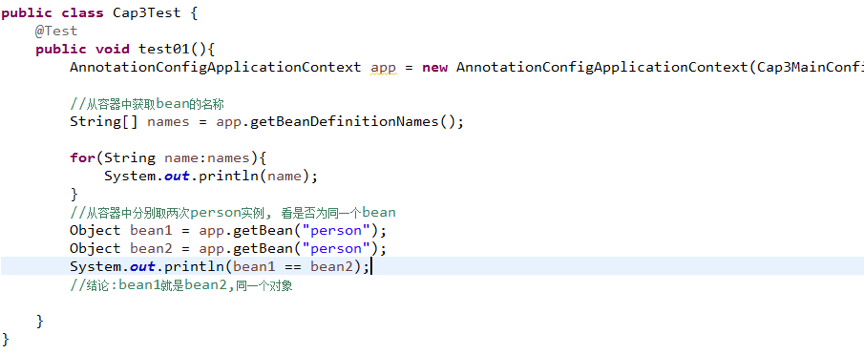 public class Cap3Test {
@Test
public void test01(){
AnnotationConfigApplicationContext app = new AnnotationConfigApplicationContext(Cap3MainConfi
//从容器中获取bean的名称
String[] names = app.getBeanDefinitionNames();
for(String name:names){
System.out.println(name);
}
//从容器中分别取两次person实例, 看是否为同一个bean
Object bean1 = app.getBean("person");
Object bean2 = app.getBean("person");
System.out.println(bean1 == bean2);
//结论:bean1就是bean2,同一个对象
}
}